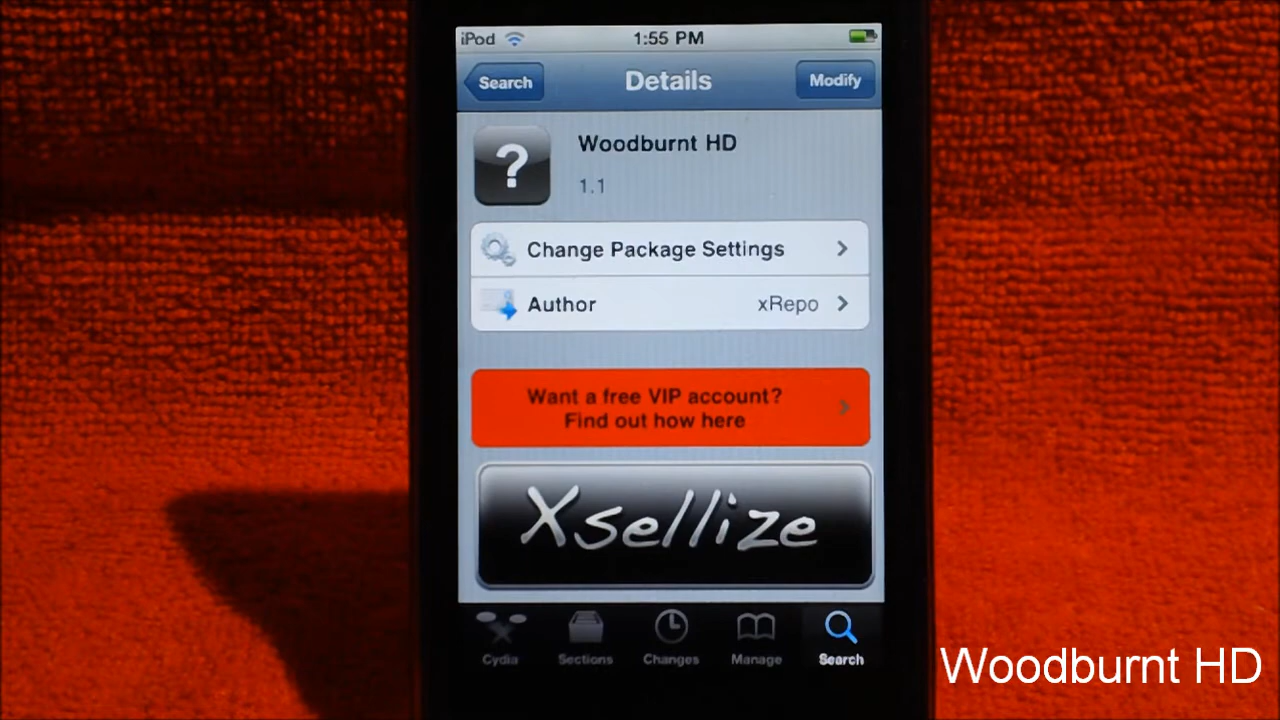 iPod
1:55 PM
Search
Details
Modify
?
Woodburnt HD
1.1
Change Package Settings
Author
xRepo
Want a free VIP account?
Find out how here
Xsellize
Cydia
Sections
Changes
Manage
Search
Woodburnt HD